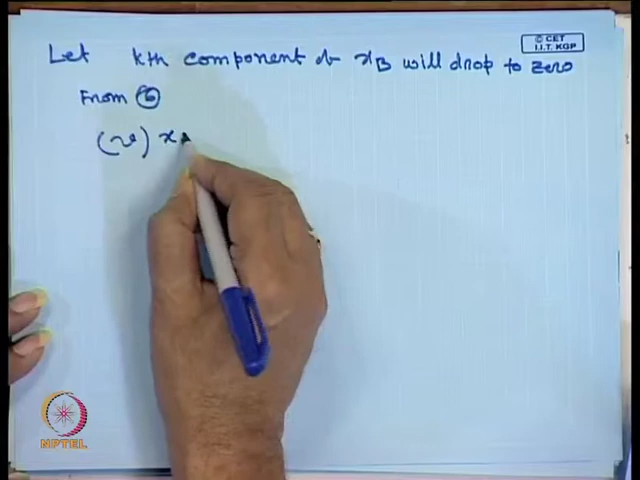 © CET
I.I.T. KGP
Let kth component of xB will drop to zero
From ⑥
NPTEL